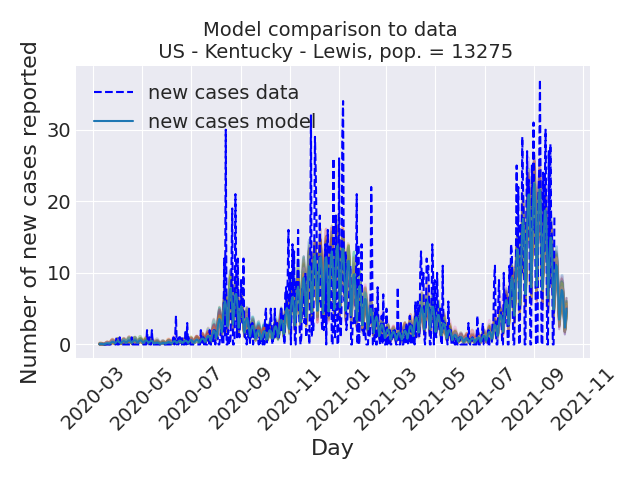 Model comparison to data
US - Kentucky - Lewis, pop. = 13275
Number of new cases reported
new cases data
new cases model
30
20
10
0
2020-03
2020-05
2020-07
2020-09
2020-11
2021-01
2021-03
2021-05
2021-07
2021-09
2021-11
Day